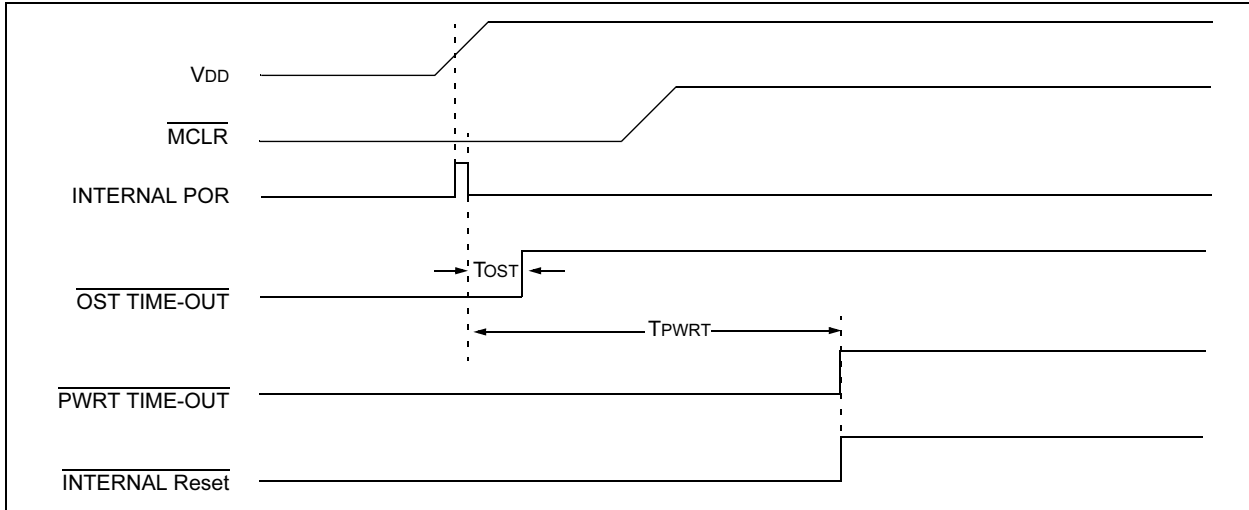 VDD
MCLR
INTERNAL POR
TOST
OST TIME-OUT
TPWRT
PWRT TIME-OUT
INTERNAL Reset